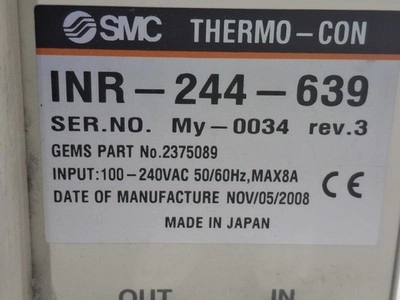 SMC THERMO-CON
INR-244-639
SER.NO. My-0034 rev.3
GEMS PART No.2375089
INPUT:100-240VAC 50/60Hz,MAX8A
CE
DATE OF MANUFACTURE NOV/05/2008
MADE IN JAPAN
OUT IN